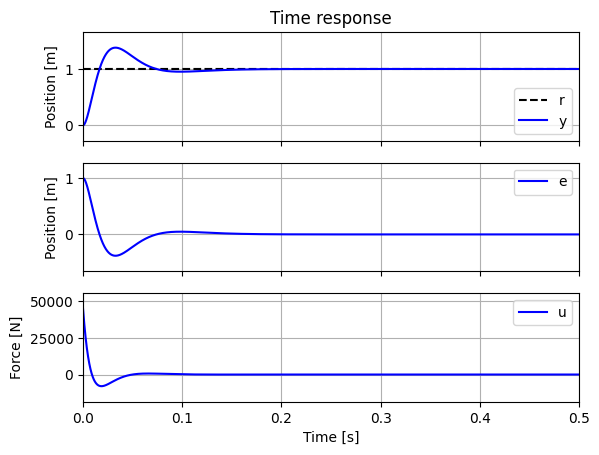 Time response
Position [m]
1
0
r
y
Position [m]
1
0
e
Force [N]
50000
25000
0
u
0.0 0.1 0.2 0.3 0.4 0.5
Time [s]